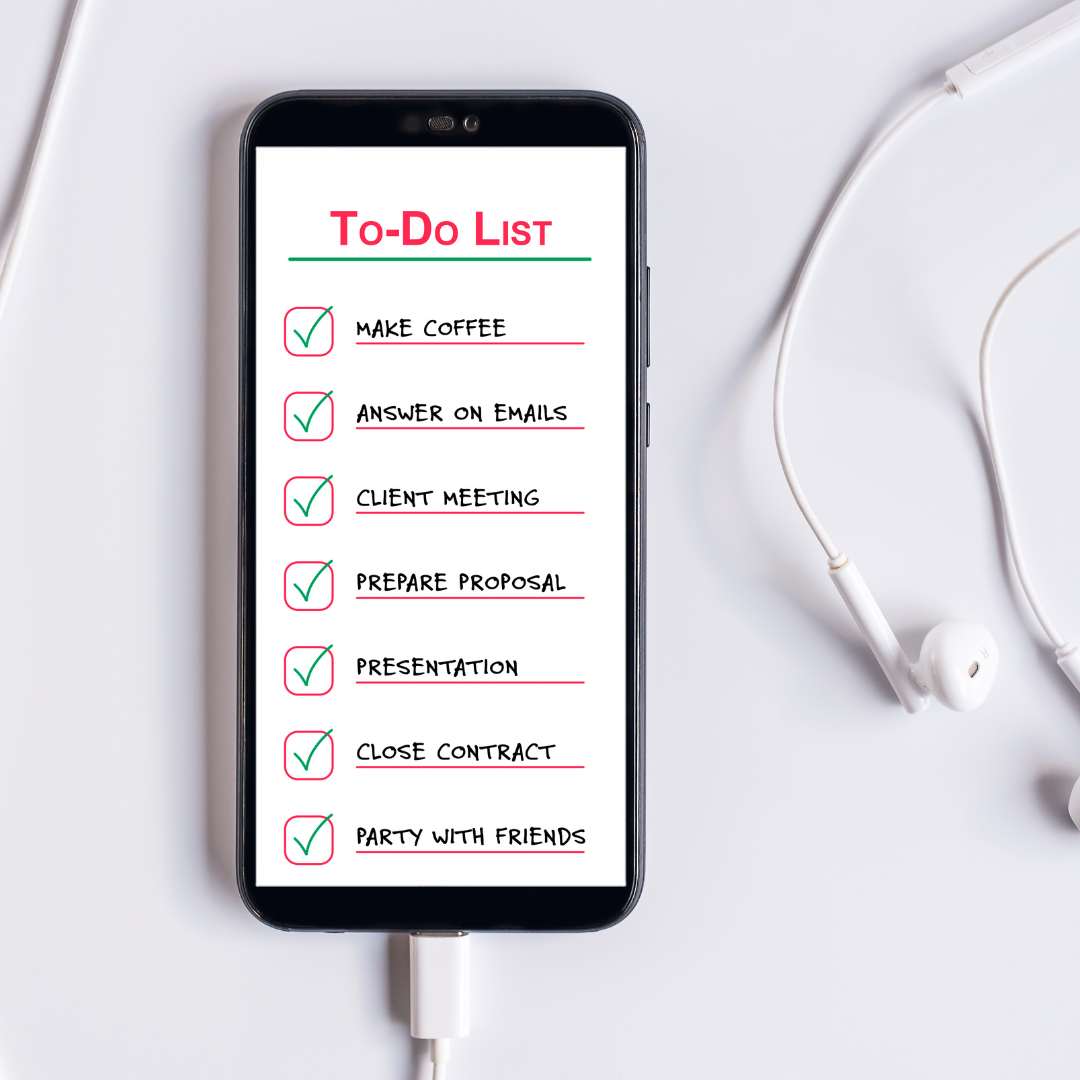 To-Do List
MAKE COFFEE
ANSWER ON EMAILS
CLIENT MEETING
PREPARE PROPOSAL
PRESENTATION
CLOSE CONTRACT
PARTY WITH FRIENDS
R